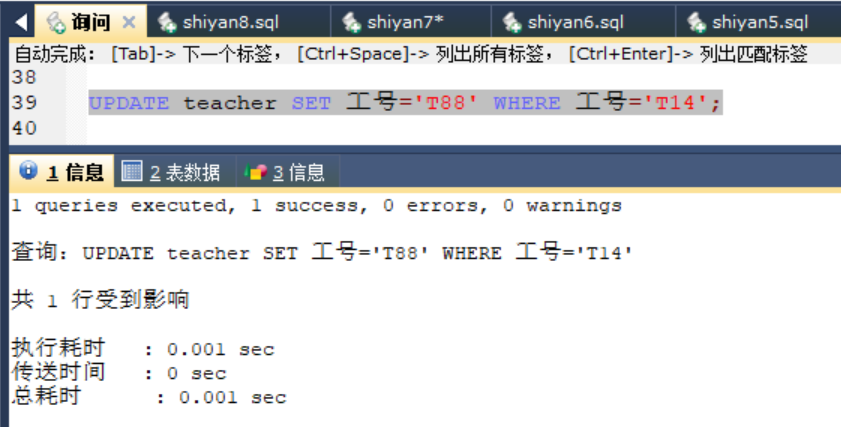 询问 shiyan8.sql shiyan7* shiyan6.sql shiyan5.sql
自动完成： [Tab]-> 下一个标签， [Ctrl+Space]-> 列出所有标签， [Ctrl+Enter]-> 列出匹配标签
38
39 UPDATE teacher SET 工号='T88' WHERE 工号='T14';
40
1 信息 2 表数据 3 信息
1 queries executed, 1 success, 0 errors, 0 warnings
查询：UPDATE teacher SET 工号='T88' WHERE 工号='T14'
共 1 行受到影响
执行耗时 : 0.001 sec
传送时间 : 0 sec
总耗时 : 0.001 sec